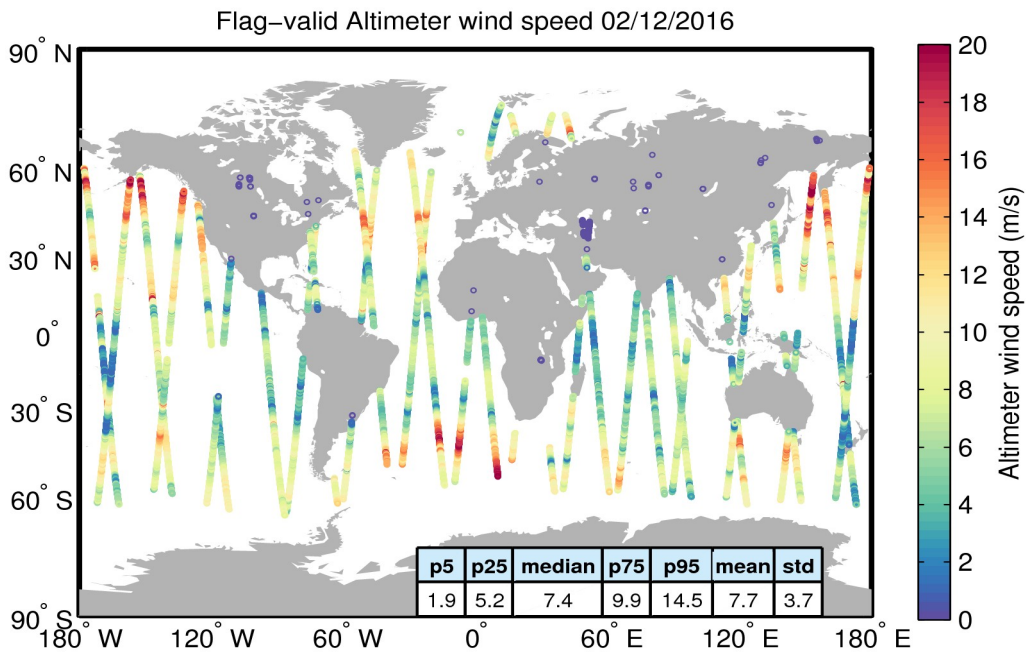 Flag−valid Altimeter wind speed 02/12/2016
90° N
60° N
30° N
0°
30° S
60° S
90° S
180° W
120° W
60° W
0°
60° E
120° E
180° E
p5 p25 median p75 p95 mean std
1.9 5.2 7.4 9.9 14.5 7.7 3.7
20
18
16
14
12
10
8
6
4
2
0
Altimeter wind speed (m/s)